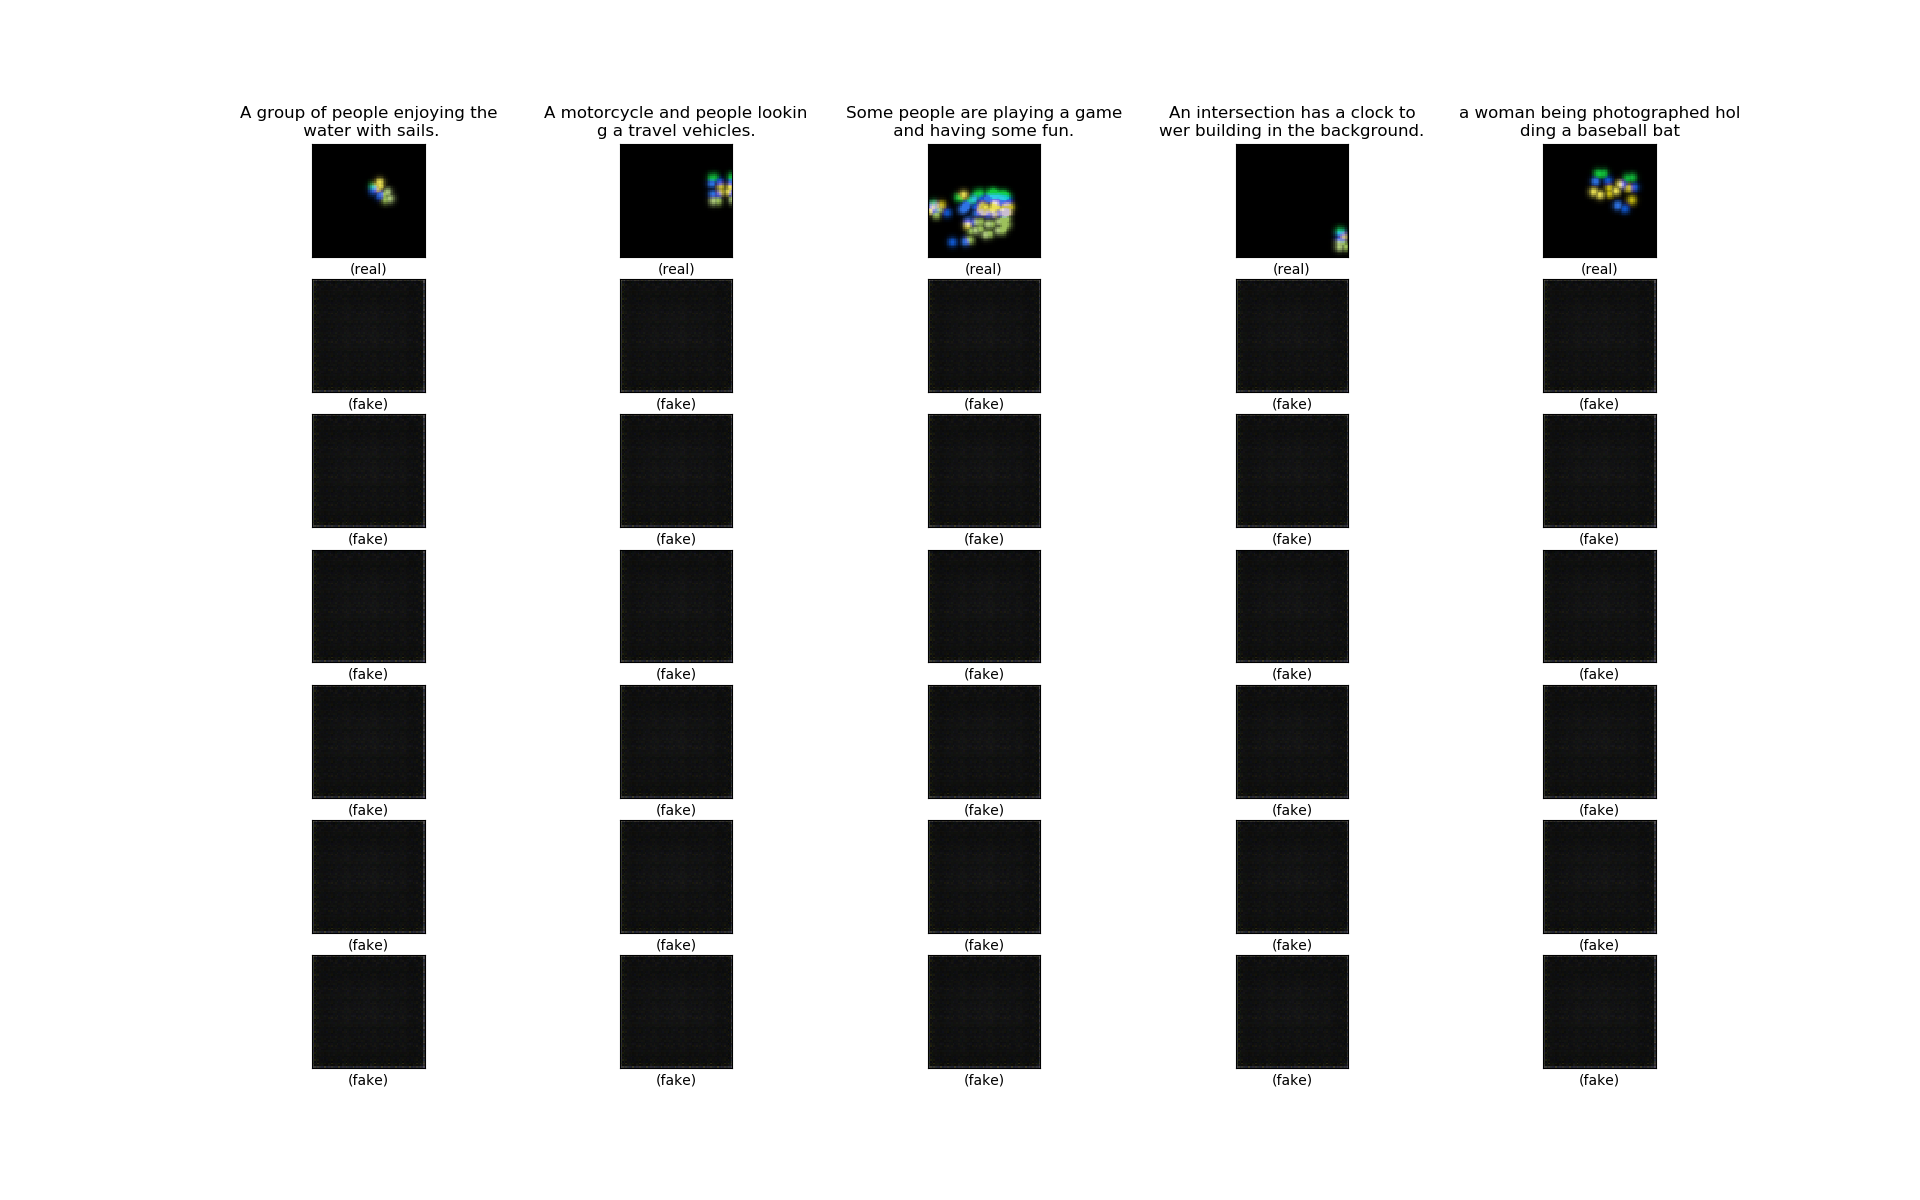 A group of people enjoying the
water with sails.
A motorcycle and people lookin
g a travel vehicles.
Some people are playing a game
and having some fun.
An intersection has a clock to
wer building in the background.
a woman being photographed hol
ding a baseball bat
(real) (real) (real) (real) (real)
(fake) (fake) (fake) (fake) (fake)
(fake) (fake) (fake) (fake) (fake)
(fake) (fake) (fake) (fake) (fake)
(fake) (fake) (fake) (fake) (fake)
(fake) (fake) (fake) (fake) (fake)
(fake) (fake) (fake) (fake) (fake)